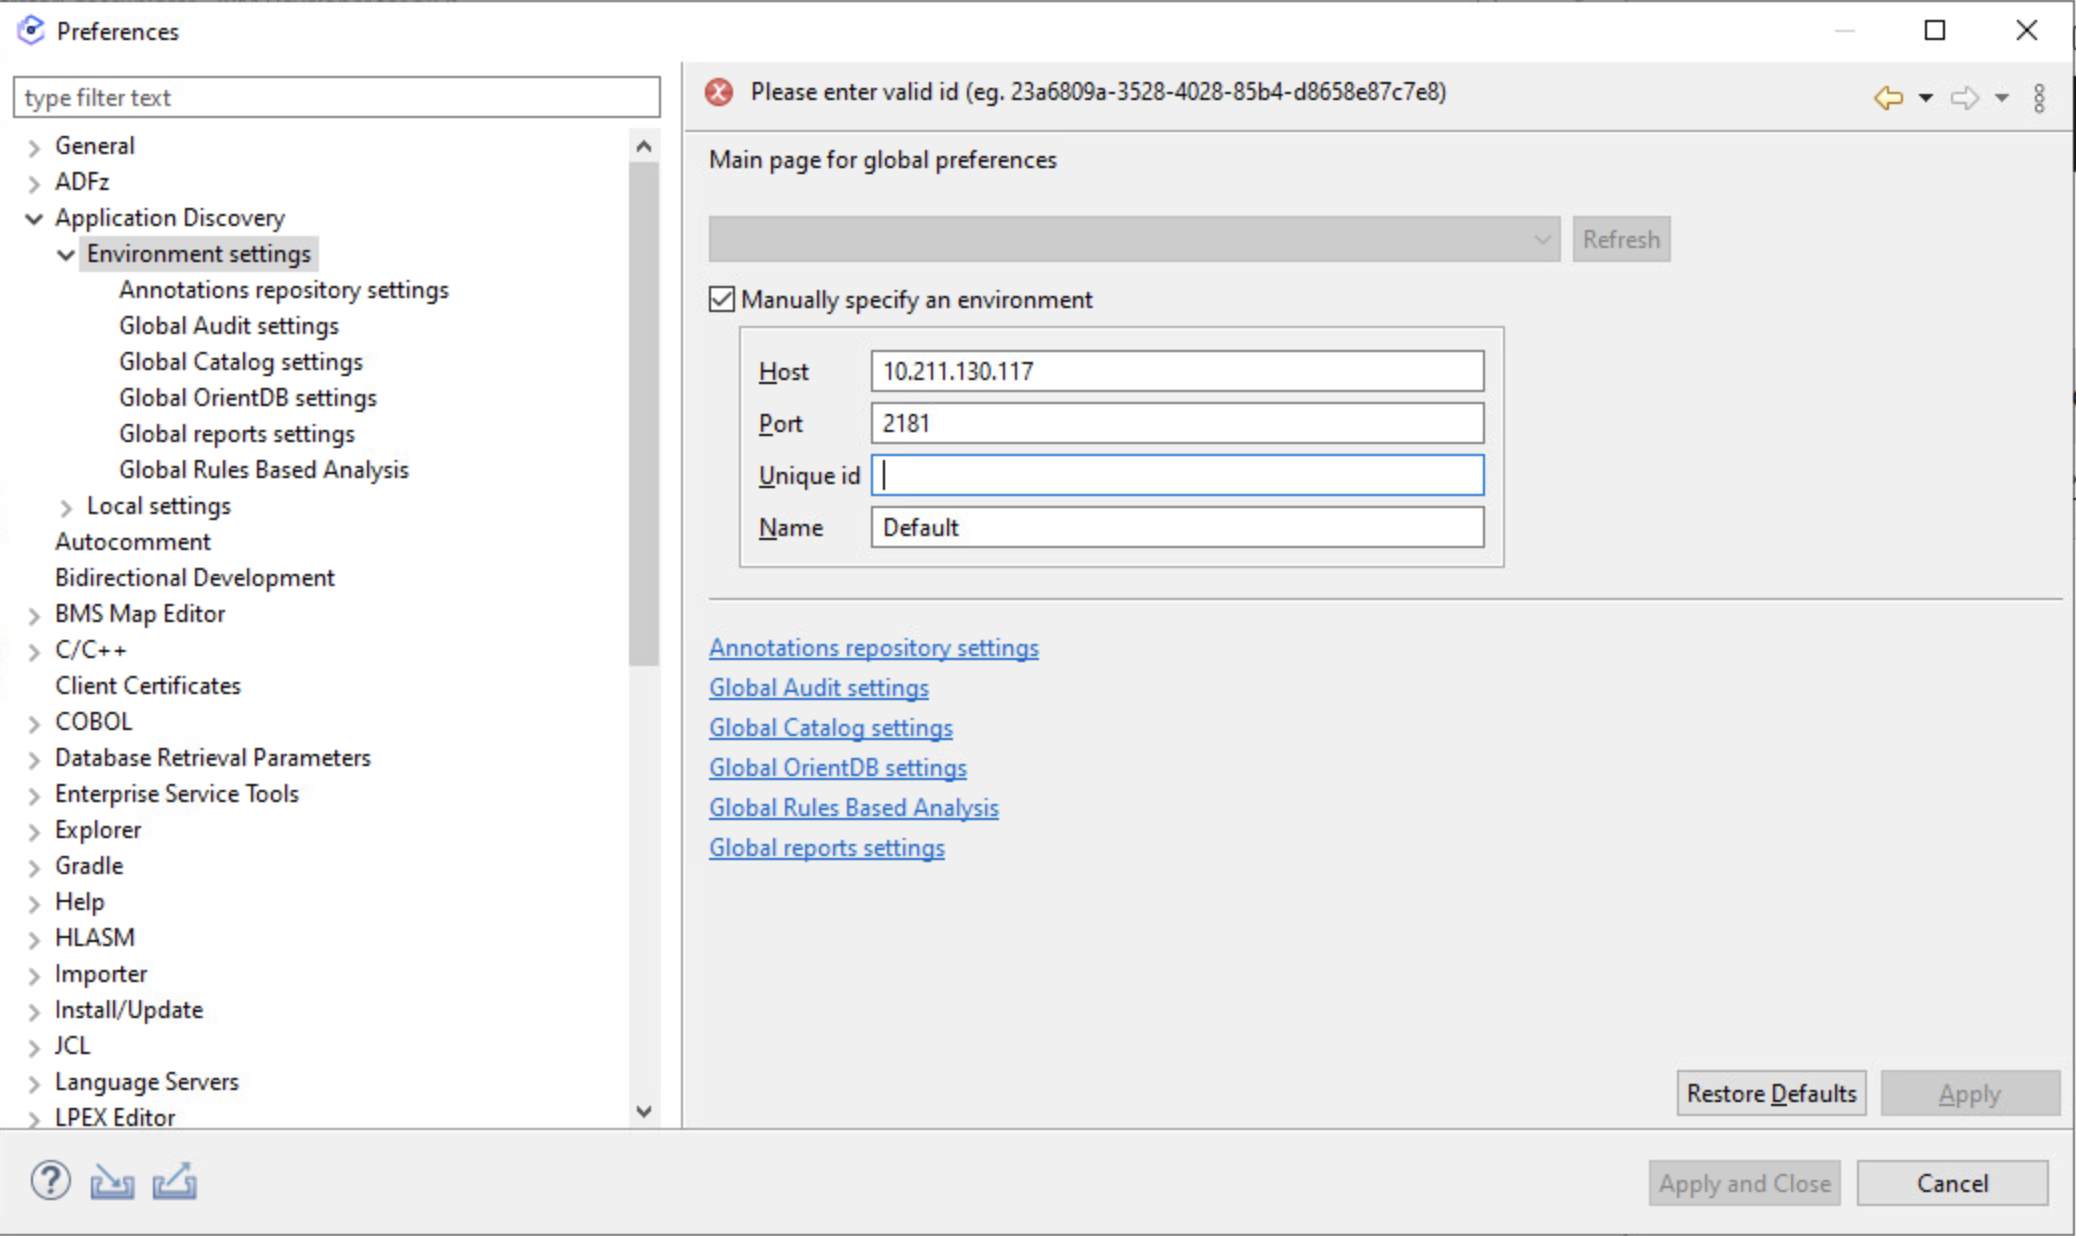 Preferences
type filter text
General
ADFz
Application Discovery
Environment settings
Annotations repository settings
Global Audit settings
Global Catalog settings
Global OrientDB settings
Global reports settings
Global Rules Based Analysis
Local settings
Autocomment
Bidirectional Development
BMS Map Editor
C/C++
Client Certificates
COBOL
Database Retrieval Parameters
Enterprise Service Tools
Explorer
Gradle
Help
HLASM
Importer
Install/Update
JCL
Language Servers
LPEX Editor
Please enter valid id (eg. 23a6809a-3528-4028-85b4-d8658e87c7e8)
Main page for global preferences
Refresh
Manually specify an environment
Host 10.211.130.117
Port 2181
Unique id
Name Default
Annotations repository settings
Global Audit settings
Global Catalog settings
Global OrientDB settings
Global Rules Based Analysis
Global reports settings
Restore Defaults Apply
Apply and Close Cancel